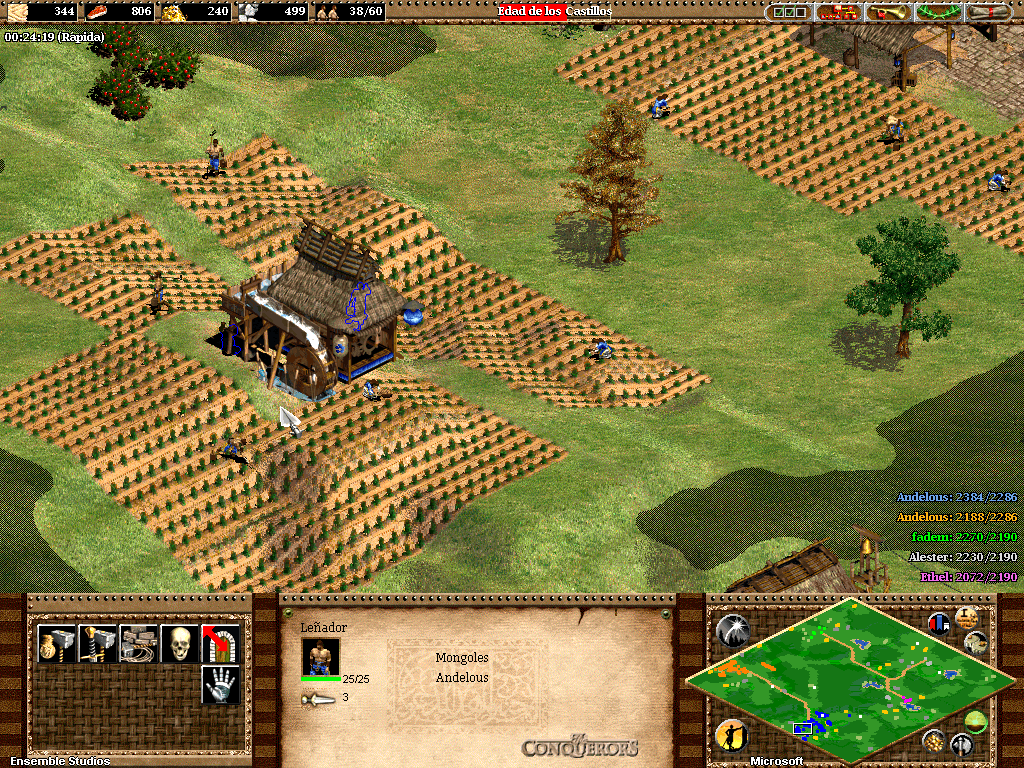 344 806 240 499 38/60 Edad de los Castillos
00:24:19 (Rápida)
Andelous: 2384/2286
Andelous: 2188/2286
fadem: 2270/2190
Alester: 2230/2190
Ethel: 2072/2190
Leñador
Mongoles
Andelous
25/25
3
The CONQUERORS
Ensemble Studios
Microsoft